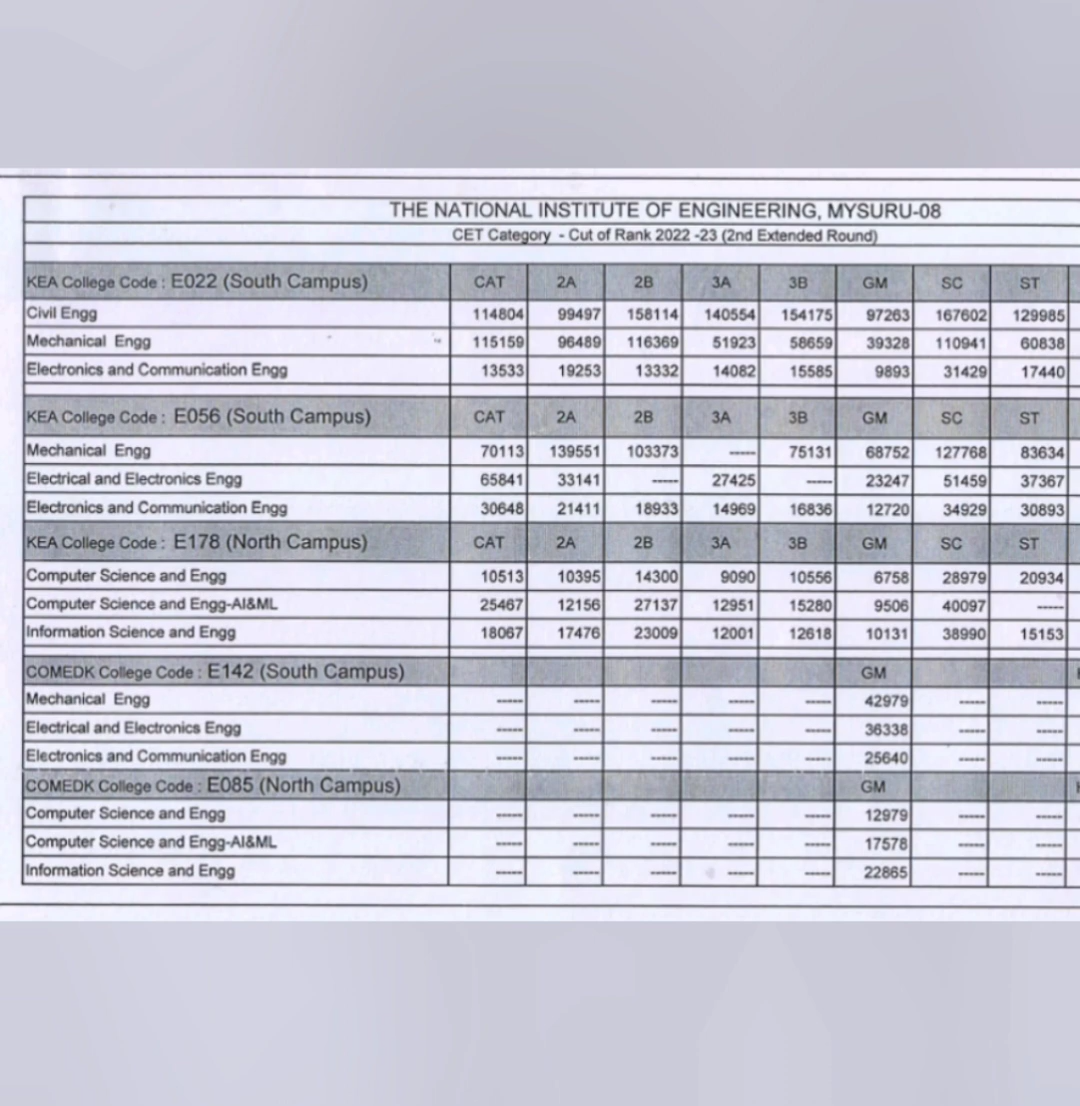 THE NATIONAL INSTITUTE OF ENGINEERING, MYSURU-08
CET Category - Cut of Rank 2022 -23 (2nd Extended Round)
KEA College Code : E022 (South Campus) CAT 2A 2B 3A 3B GM SC ST
Civil Engg 114804 99497 158114 140554 154175 97263 167602 129985
Mechanical Engg 115159 96489 116369 51923 58659 39328 110941 60838
Electronics and Communication Engg 13533 19253 13332 14082 15585 9893 31429 17440
KEA College Code : E056 (South Campus) CAT 2A 2B 3A 3B GM SC ST
Mechanical Engg 70113 139551 103373 ----- 75131 68752 127768 83634
Electrical and Electronics Engg 65841 33141 ----- 27425 ----- 23247 51459 37367
Electronics and Communication Engg 30648 21411 18933 14969 16836 12720 34929 30893
KEA College Code : E178 (North Campus) CAT 2A 2B 3A 3B GM SC ST
Computer Science and Engg 10513 10395 14300 9090 10556 6758 28979 20934
Computer Science and Engg-AI&ML 25467 12156 27137 12951 15280 9506 40097 -----
Information Science and Engg 18067 17476 23009 12001 12618 10131 38990 15153
COMEDK College Code : E142 (South Campus) GM
Mechanical Engg ----- ----- ----- ----- ----- 42979 ----- -----
Electrical and Electronics Engg ----- ----- ----- ----- ----- 36338 ----- -----
Electronics and Communication Engg ----- ----- ----- ----- ----- 25640 ----- -----
COMEDK College Code : E085 (North Campus) GM
Computer Science and Engg ----- ----- ----- ----- ----- 12979 ----- -----
Computer Science and Engg-AI&ML ----- ----- ----- ----- ----- 17578 ----- -----
Information Science and Engg ----- ----- ----- ----- ----- 22865 ----- -----